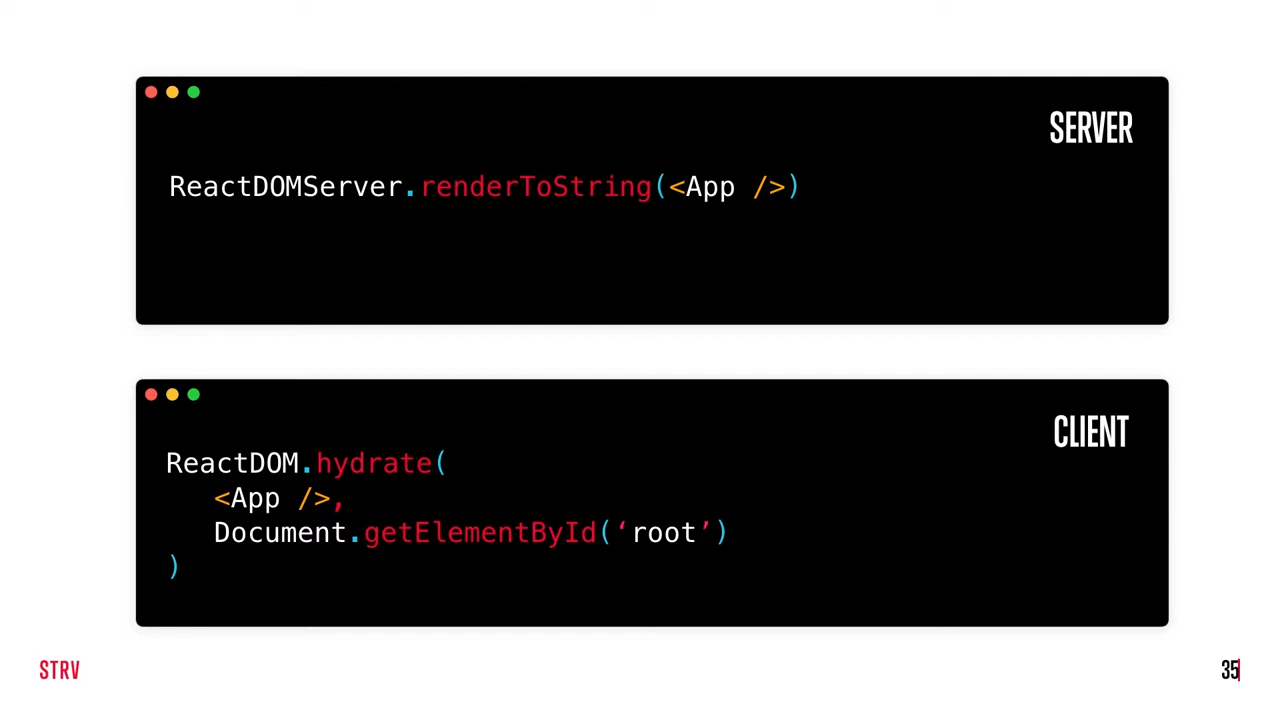 SERVER
ReactDOMServer.renderToString(<App />)
CLIENT
ReactDOM.hydrate(
<App />,
Document.getElementById(‘root’)
)
STRV
35